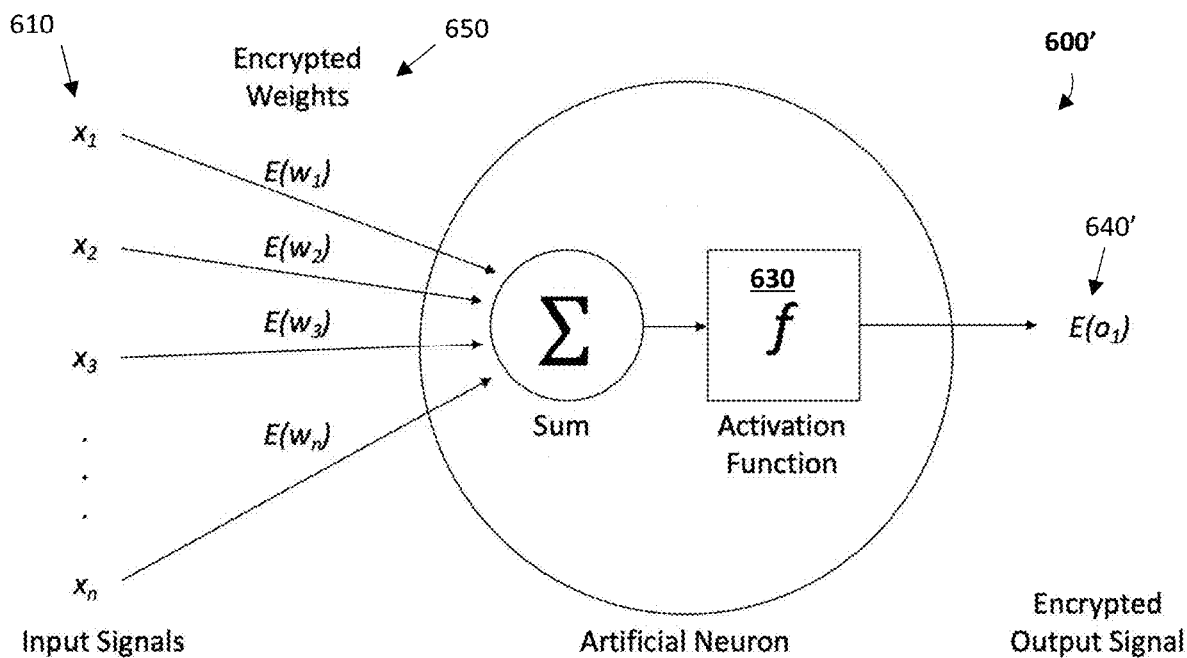 610
Encrypted
Weights
650
600’
x1
E(w1)
x2
E(w2)
640’
630
x3
E(w3)
Σ
f
E(o1)
Sum
Activation
Function
.
.
.
E(wn)
xn
Input Signals
Artificial Neuron
Encrypted
Output Signal